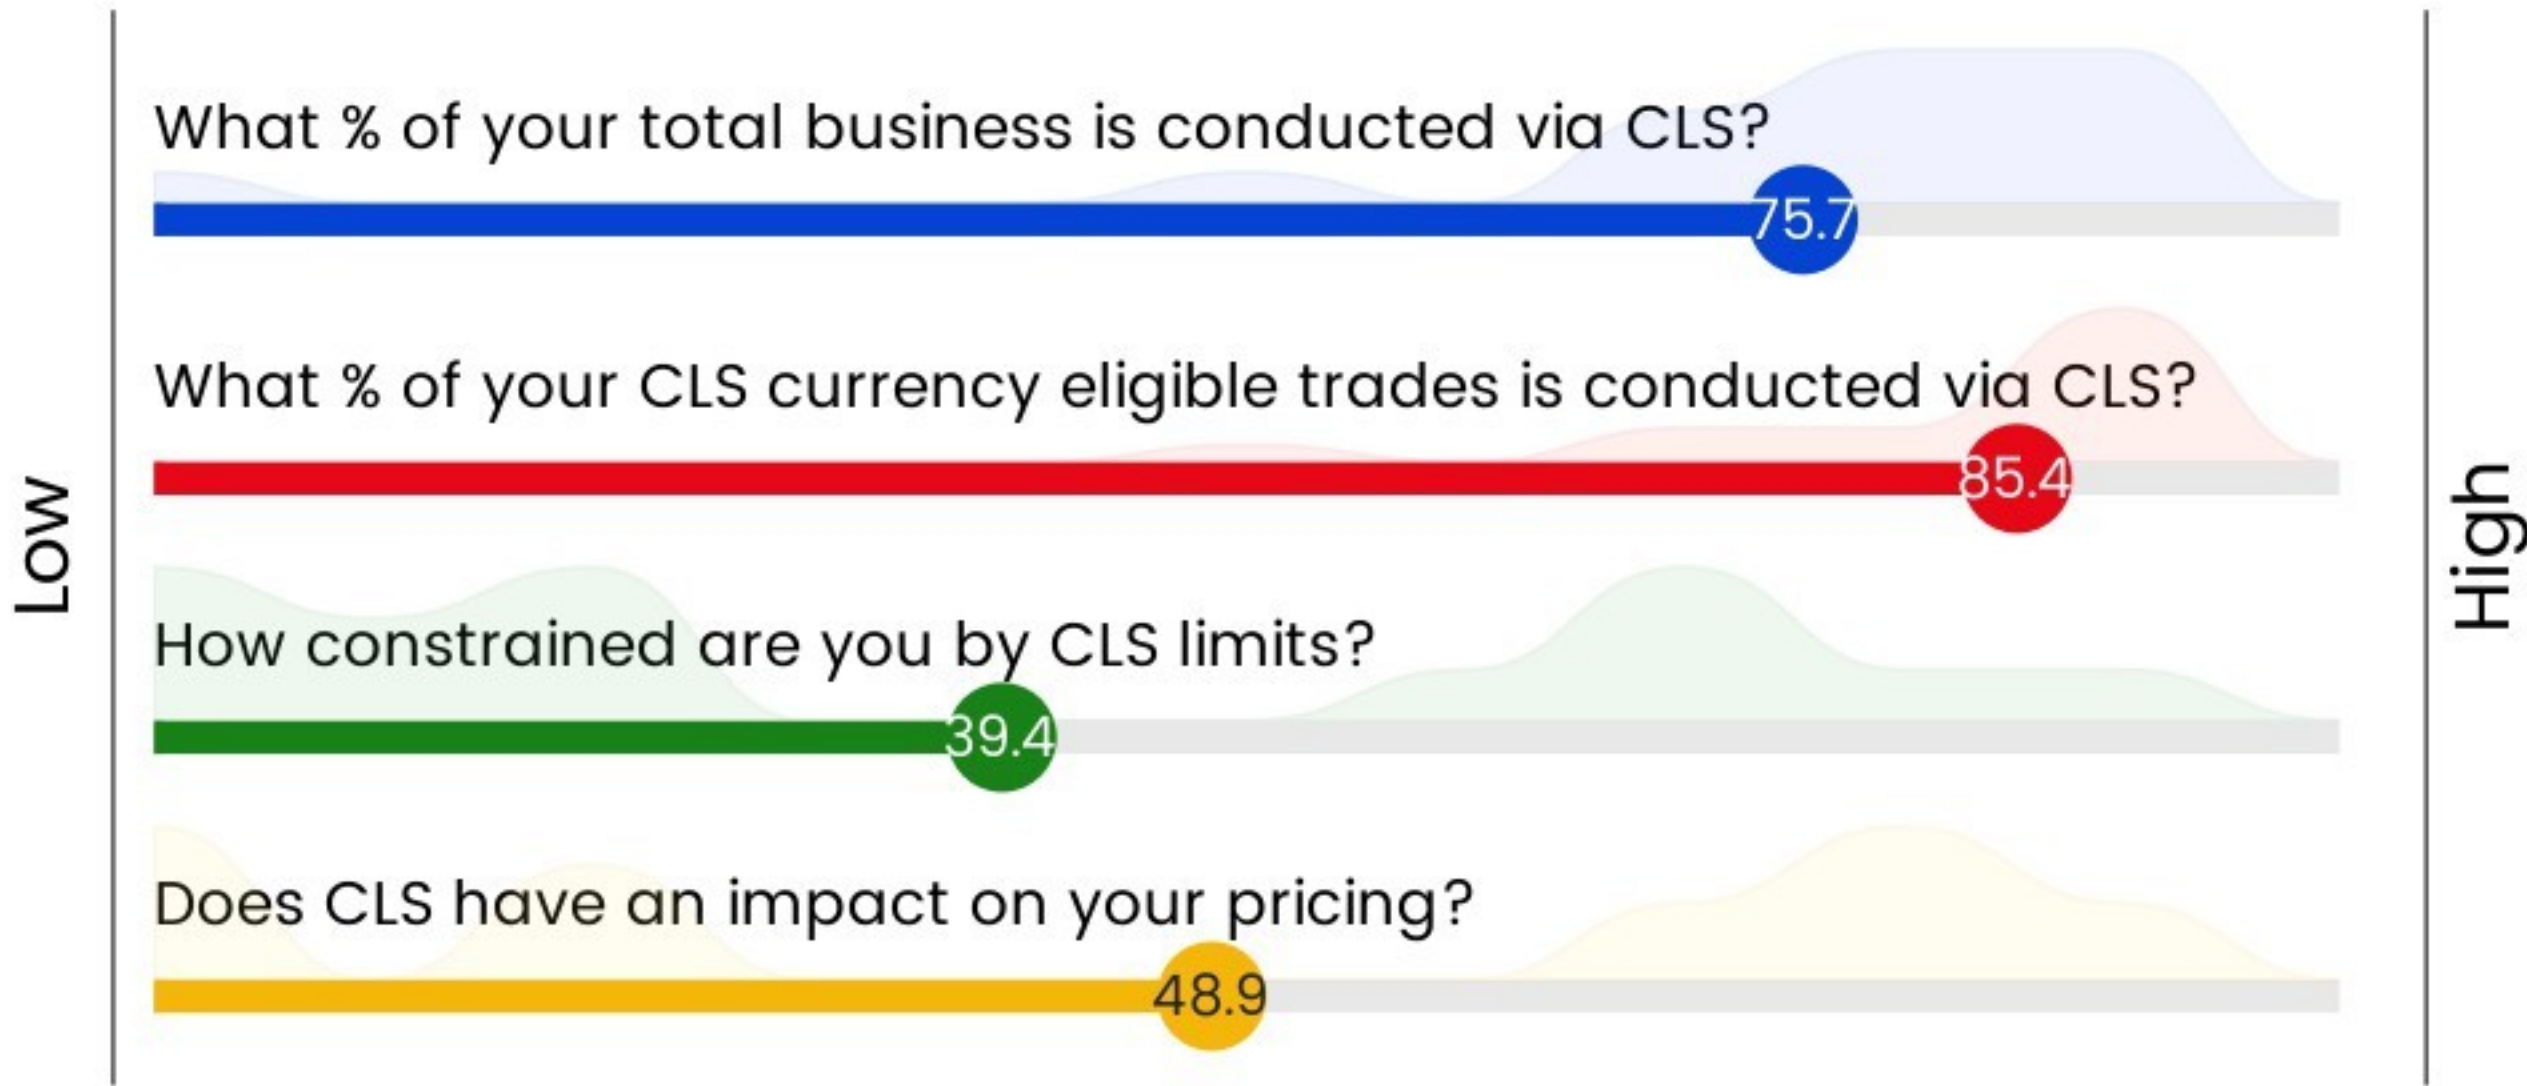 What % of your total business is conducted via CLS?
75.7
What % of your CLS currency eligible trades is conducted via CLS?
85.4
Low
High
How constrained are you by CLS limits?
39.4
Does CLS have an impact on your pricing?
48.9